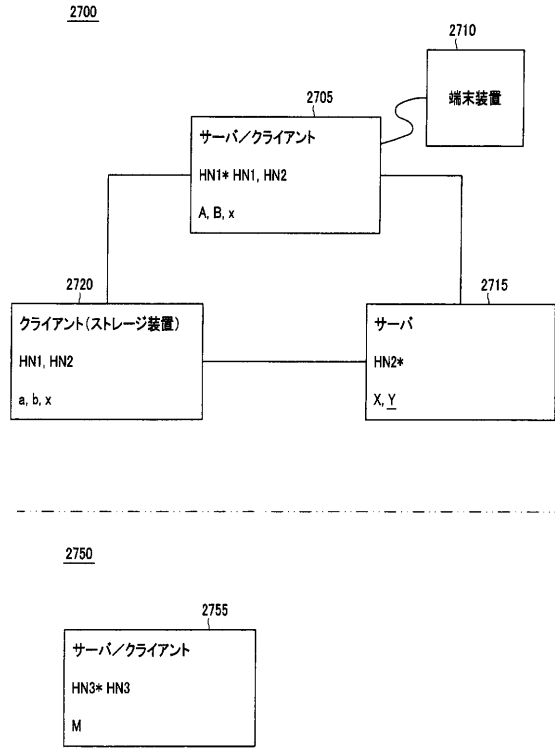 2700
2710
端末装置
2705
サーバ／クライアント
HN1* HN1, HN2
A, B, x
2720
クライアント(ストレージ装置)
HN1, HN2
a, b, x
2715
サーバ
HN2*
X, Y
2750
2755
サーバ／クライアント
HN3* HN3
M